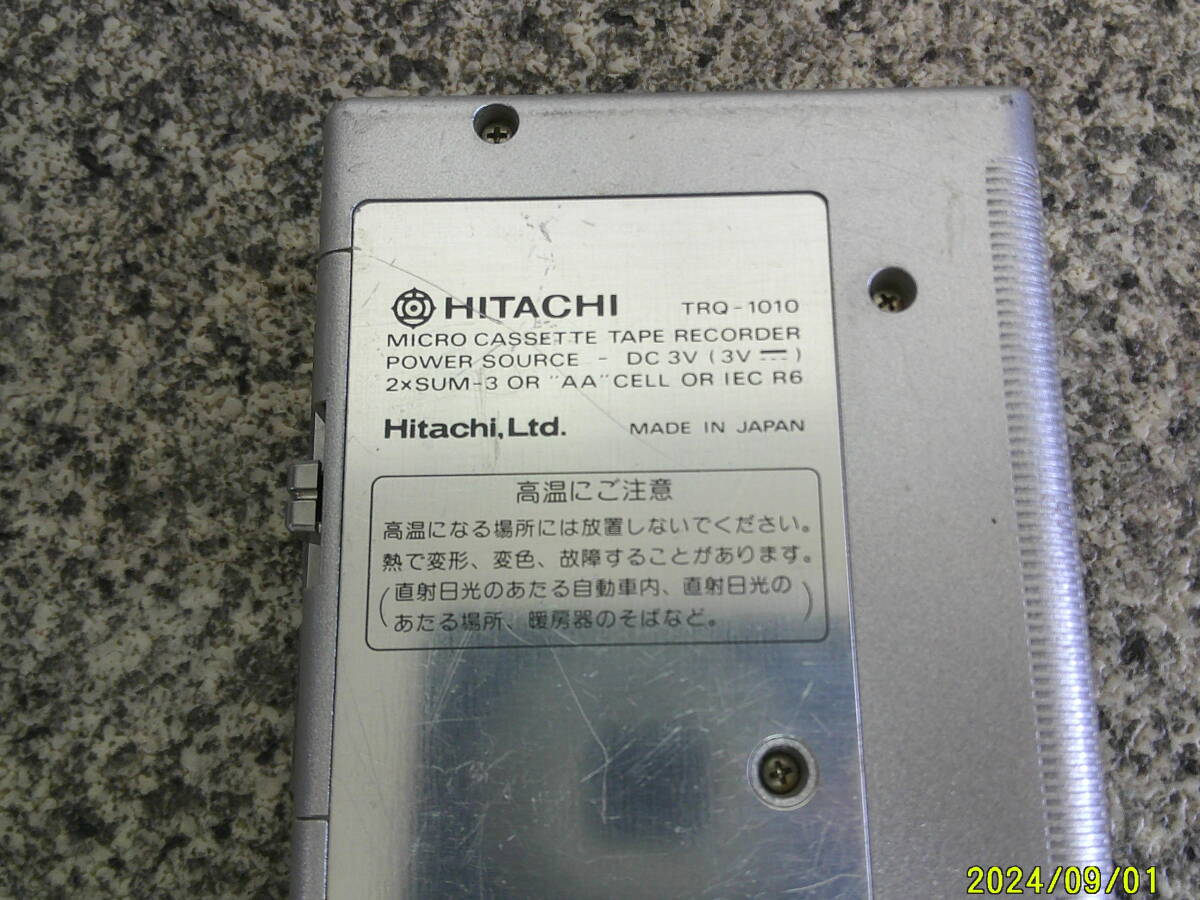 HITACHI TRQ-1010
MICRO CASSETTE TAPE RECORDER
POWER SOURCE - DC 3V (3V ⎓)
2×SUM-3 OR "AA" CELL OR IEC R6
Hitachi, Ltd. MADE IN JAPAN
高温にご注意
高温になる場所には放置しないでください。
熱で変形、変色、故障することがあります。
(直射日光のあたる自動車内、直射日光の
あたる場所、暖房器のそばなど。)
2024/09/01